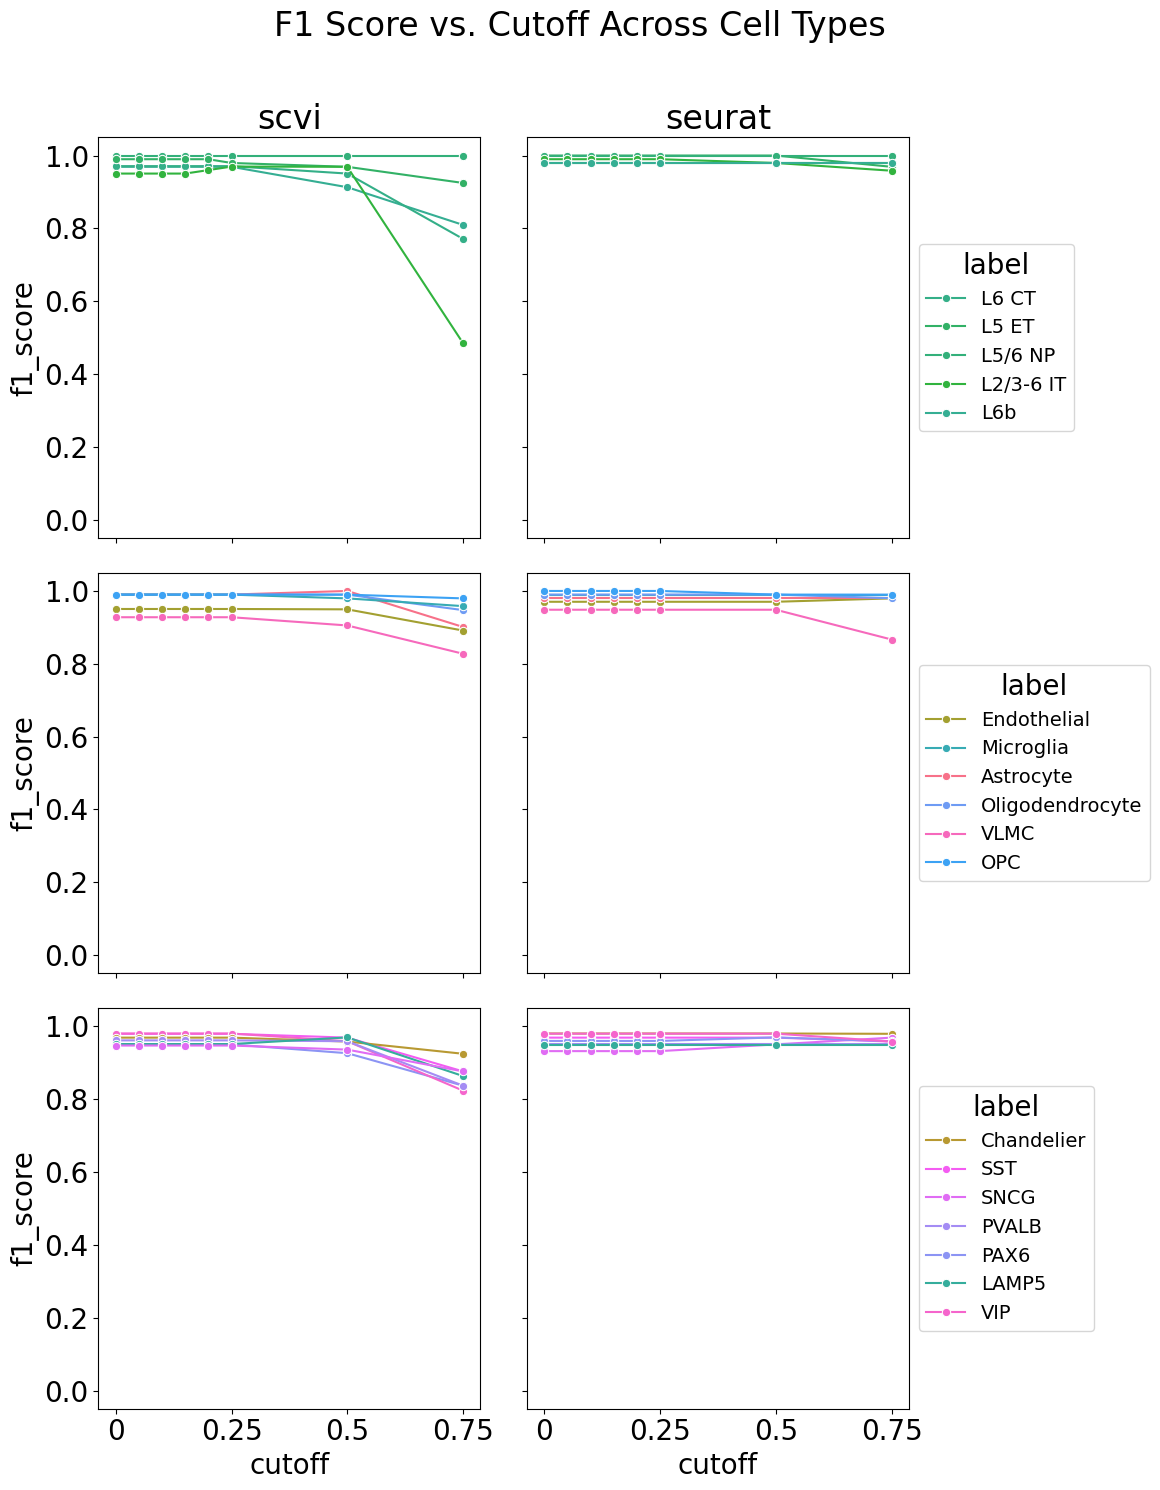 F1 Score vs. Cutoff Across Cell Types
scvi
seurat
1.0
0.8
0.6
0.4
0.2
0.0
f1_score
label
L6 CT
L5 ET
L5/6 NP
L2/3-6 IT
L6b
1.0
0.8
0.6
0.4
0.2
0.0
f1_score
label
Endothelial
Microglia
Astrocyte
Oligodendrocyte
VLMC
OPC
1.0
0.8
0.6
0.4
0.2
0.0
f1_score
label
Chandelier
SST
SNCG
PVALB
PAX6
LAMP5
VIP
0 0.25 0.5 0.75
0 0.25 0.5 0.75
cutoff
cutoff